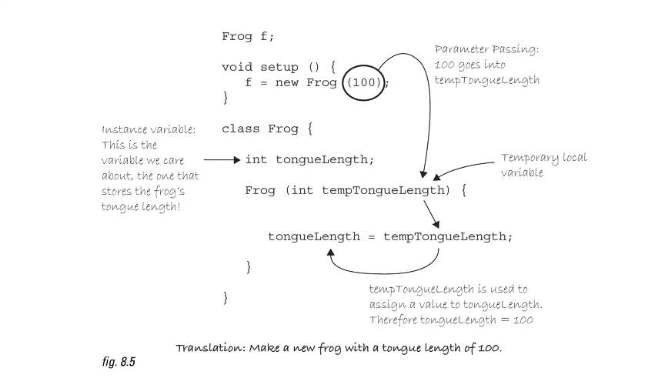 Frog f;
Parameter Passing:
100 goes into
tempTongueLength
void setup () {
f = new Frog (100);
}
Instance variable:
This is the
variable we care
about, the one that
stores the frog's
tongue length!
class Frog {
int tongueLength;
Temporary local
variable
Frog (int tempTongueLength) {
tongueLength = tempTongueLength;
}
tempTongueLength is used to
assign a value to tongueLength.
Therefore tongueLength = 100
}
Translation: Make a new frog with a tongue length of 100.
fig. 8.5